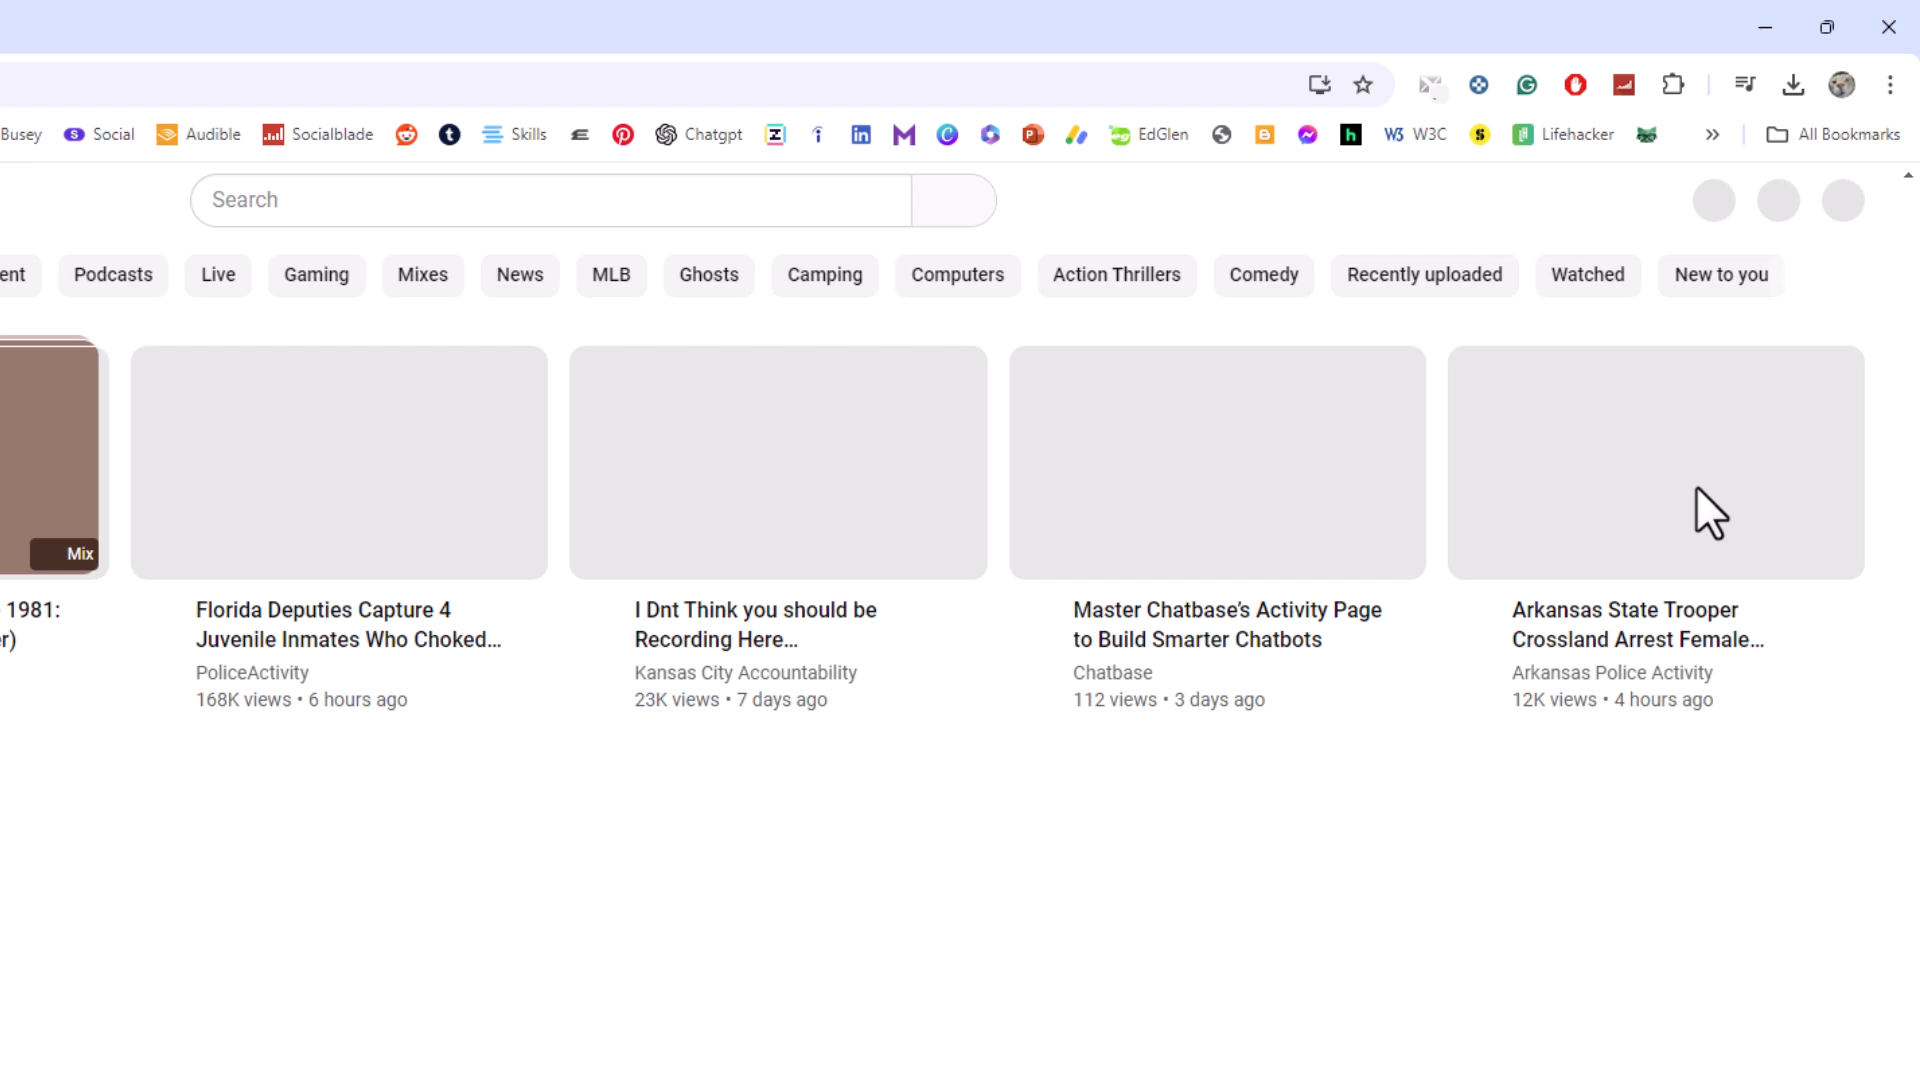 Busey Social Audible Socialblade Skills Chatgpt EdGlen W3C Lifehacker » All Bookmarks
Search
ent Podcasts Live Gaming Mixes News MLB Ghosts Camping Computers Action Thrillers Comedy Recently uploaded Watched New to you
Mix
1981:
r)
Florida Deputies Capture 4
Juvenile Inmates Who Choked...
PoliceActivity
168K views • 6 hours ago
I Dnt Think you should be
Recording Here...
Kansas City Accountability
23K views • 7 days ago
Master Chatbase's Activity Page
to Build Smarter Chatbots
Chatbase
112 views • 3 days ago
Arkansas State Trooper
Crossland Arrest Female...
Arkansas Police Activity
12K views • 4 hours ago